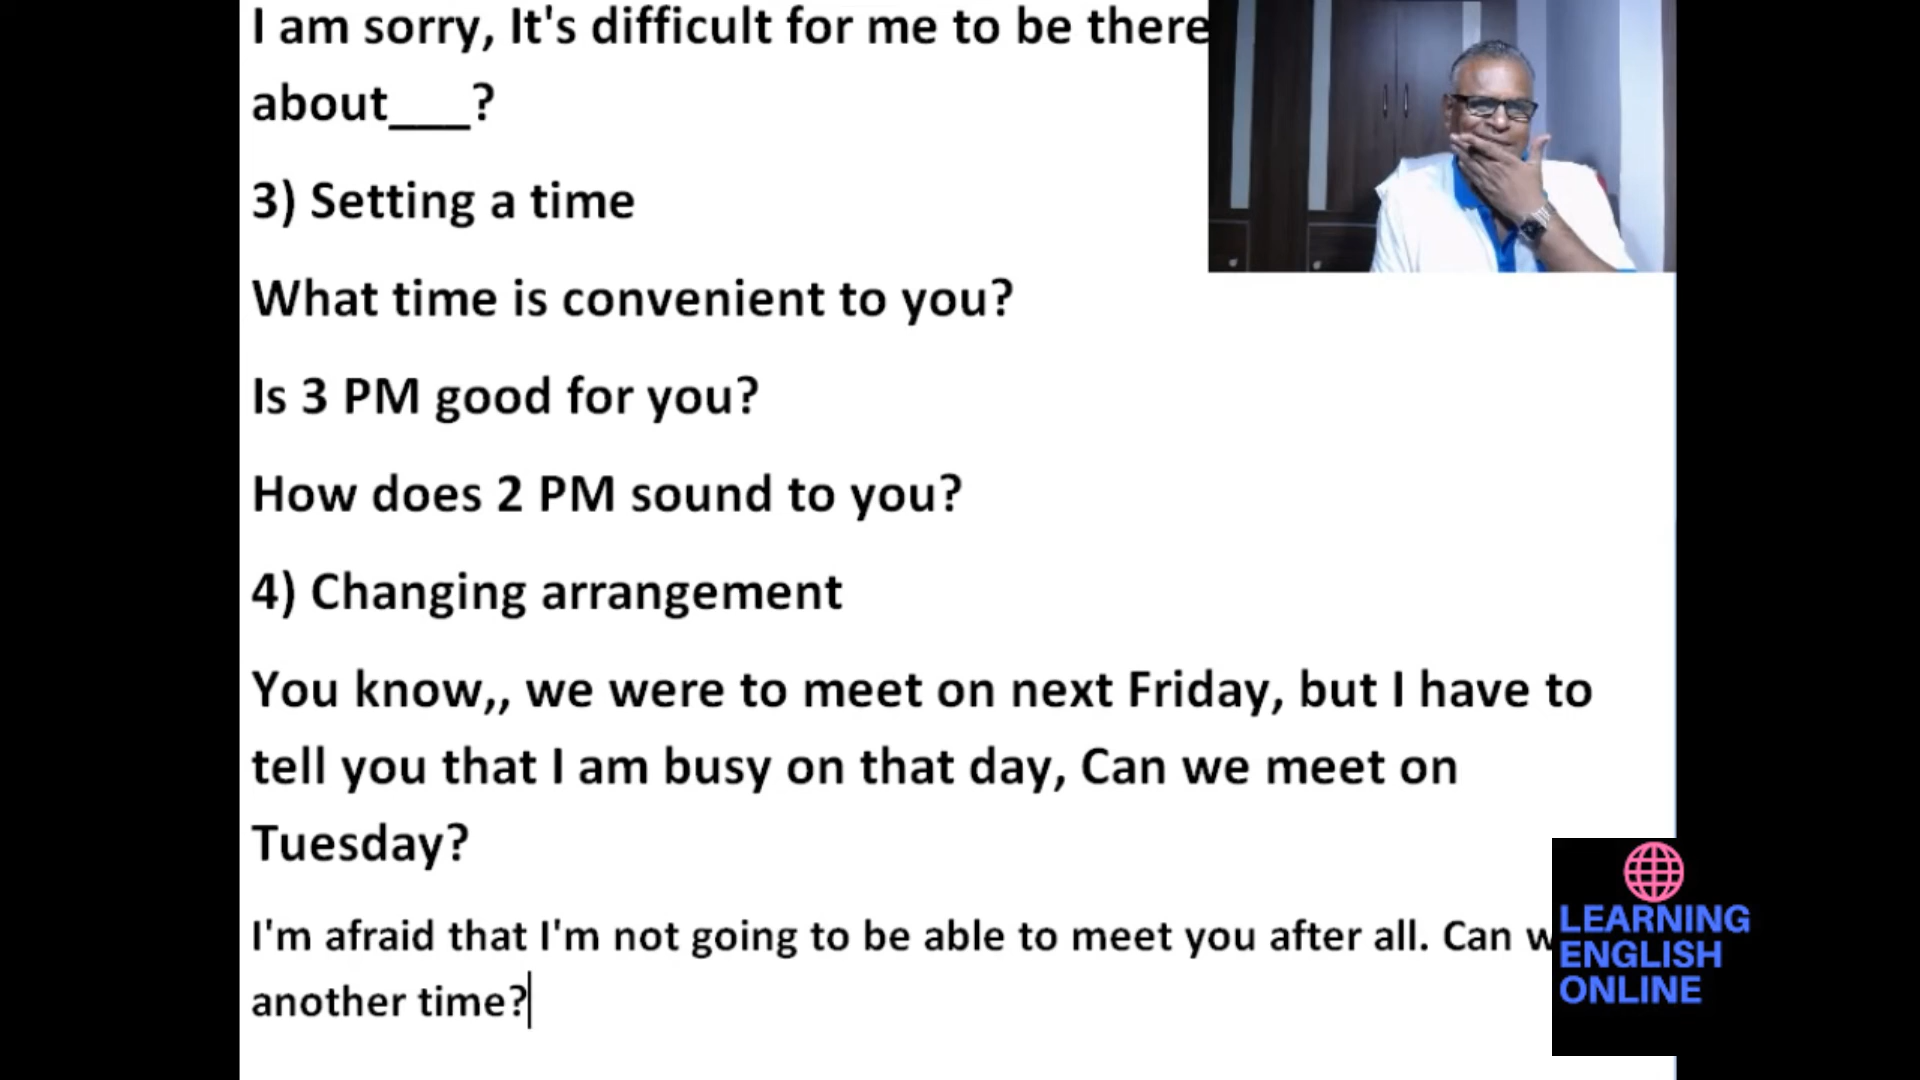 I am sorry, It's difficult for me to be there
about___?
3) Setting a time
What time is convenient to you?
Is 3 PM good for you?
How does 2 PM sound to you?
4) Changing arrangement
You know,, we were to meet on next Friday, but I have to
tell you that I am busy on that day, Can we meet on
Tuesday?
I'm afraid that I'm not going to be able to meet you after all. Can
another time?
LEARNING
ENGLISH
ONLINE